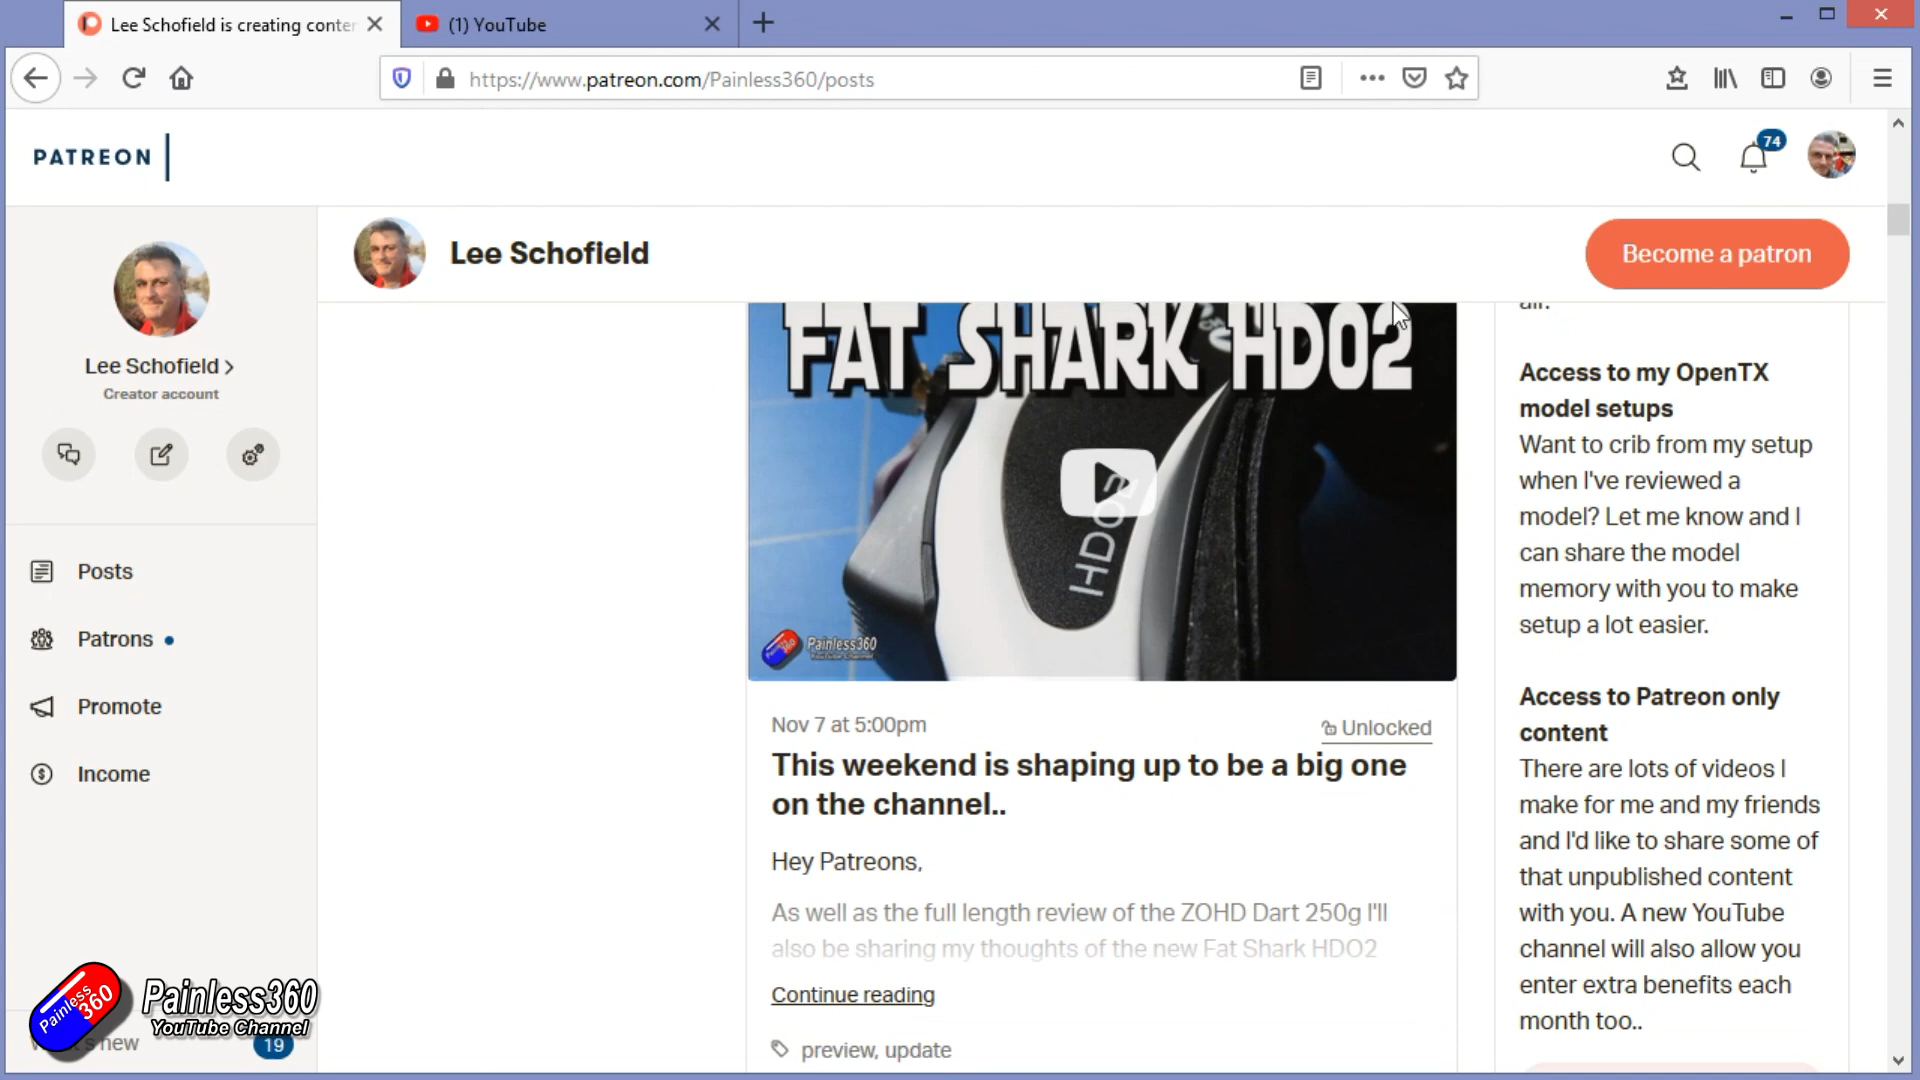 Lee Schofield is creating conter
(1) YouTube
https://www.patreon.com/Painless360/posts
PATREON
74
Lee Schofield
Become a patron
Lee Schofield
Creator account
Posts
Patrons
Promote
Income
19
Painless360
Painless360
YouTube Channel
FAT SHARK HDO2
HDO2
Painless360
YouTube Channel
Nov 7 at 5:00pm
Unlocked
This weekend is shaping up to be a big one
on the channel..
Hey Patreons,
As well as the full length review of the ZOHD Dart 250g I'll
also be sharing my thoughts of the new Fat Shark HDO2
Continue reading
preview, update
all.
Access to my OpenTX
model setups
Want to crib from my setup
when I've reviewed a
model? Let me know and I
can share the model
memory with you to make
setup a lot easier.
Access to Patreon only
content
There are lots of videos I
make for me and my friends
and I'd like to share some of
that unpublished content
with you. A new YouTube
channel will also allow you
enter extra benefits each
month too..